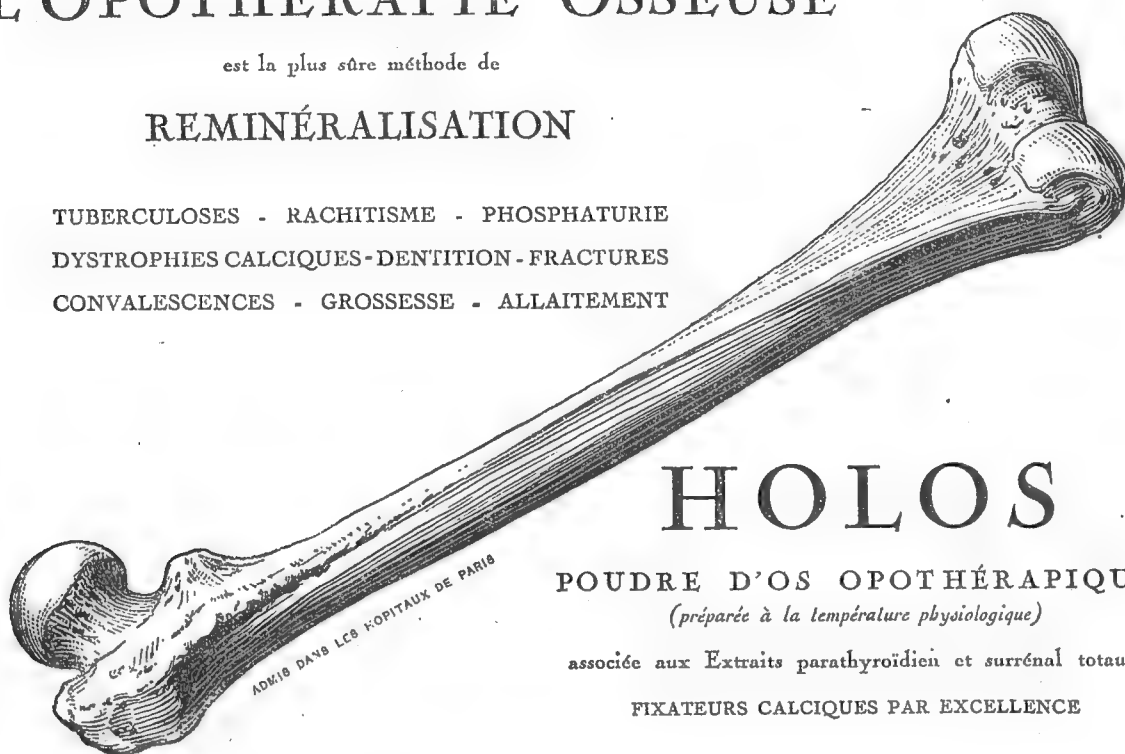 L'OPOTHÉRAPIE OSSEUSE
est la plus sûre méthode de
REMINÉRALISATION
TUBERCULOSES - RACHITISME - PHOSPHATURIE
DYSTROPHIES CALCIQUES-DENTITION-FRACTURES
CONVALESCENCES - GROSSESSE - ALLAITEMENT
HOLOS
POUDRE D'OS OPOTHÉRAPIQU
(préparée à la température physiologique)
associée aux Extraits parathyroïdien et surrénal totau
FIXATEURS CALCIQUES PAR EXCELLENCE
ADMIS DANS LES HOPITAUX DE PARIS